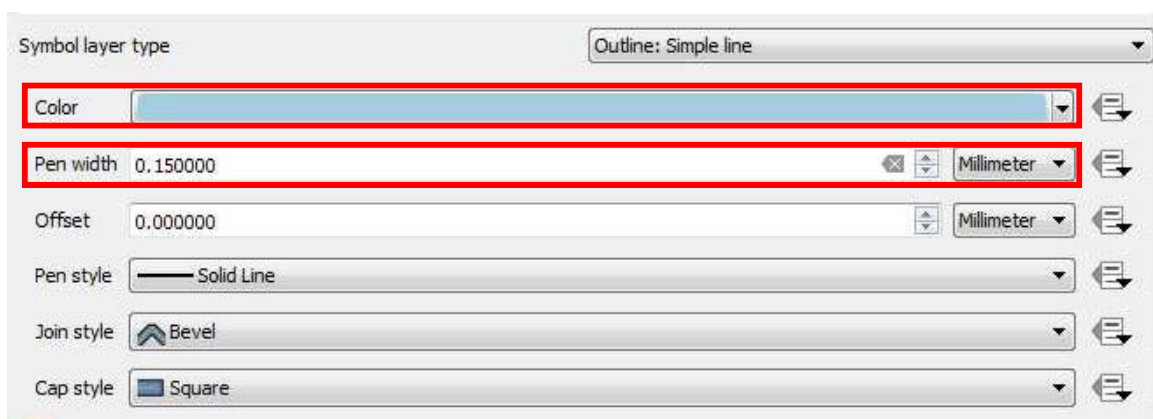 Symbol layer type Outline: Simple line
Color
Pen width 0.150000 Millimeter
Offset 0.000000 Millimeter
Pen style Solid Line
Join style Bevel
Cap style Square